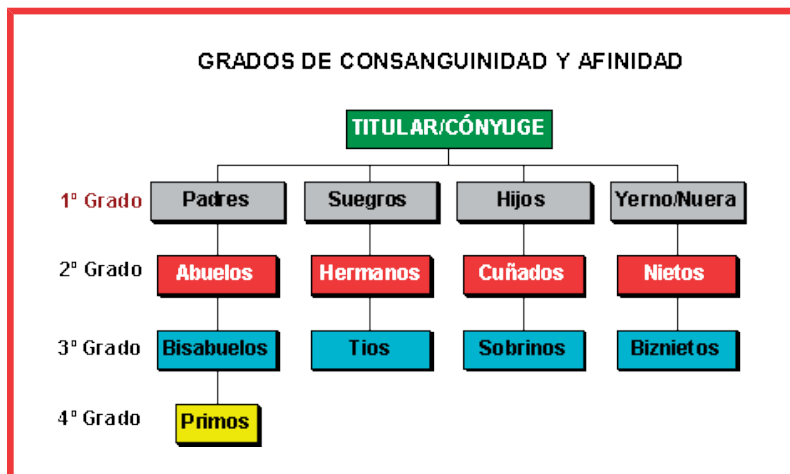 GRADOS DE CONSANGUINIDAD Y AFINIDAD
TITULAR/CÓNYUGE
1º Grado Padres Suegros Hijos Yerno/Nuera
2º Grado Abuelos Hermanos Cuñados Nietos
3º Grado Bisabuelos Tios Sobrinos Biznietos
4º Grado Primos